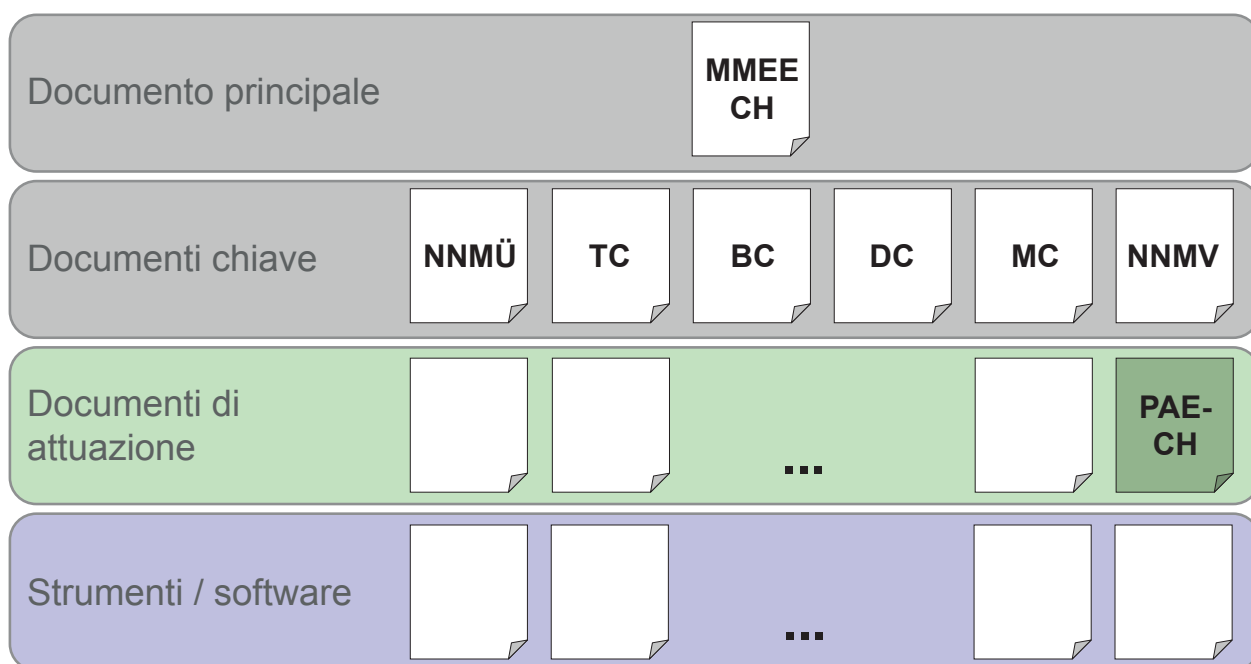 Documento principale
MMEE
CH
Documenti chiave
NNMÜ
TC
BC
DC
MC
NNMV
Documenti di
attuazione
...
PAE-
CH
Strumenti / software
...